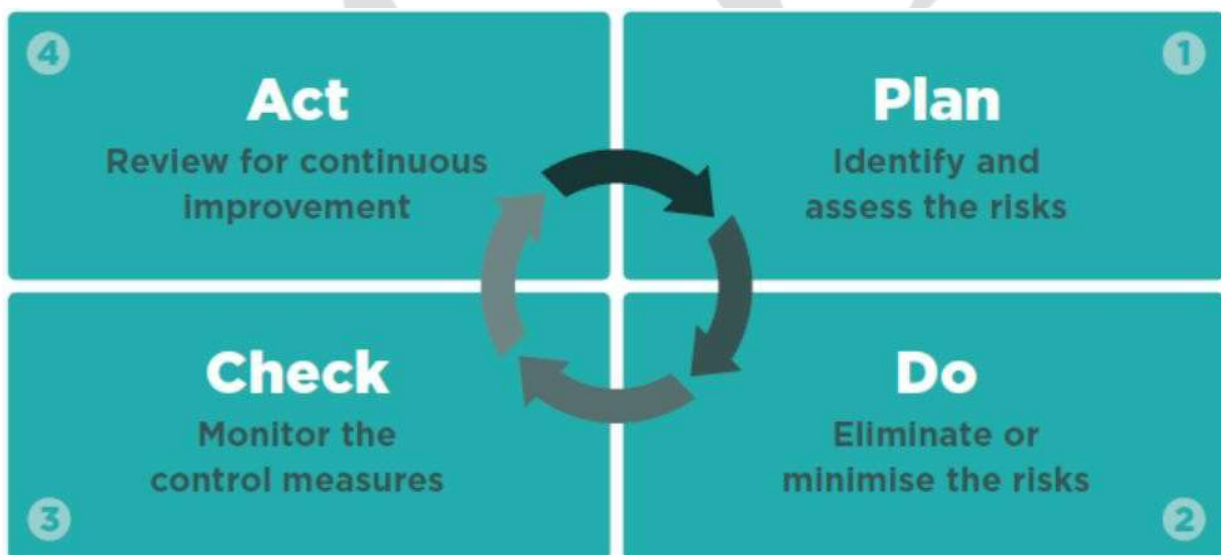 4
Act
Review for continuous
improvement
1
Plan
Identify and
assess the risks
Check
Monitor the
control measures
3
Do
Eliminate or
minimise the risks
2